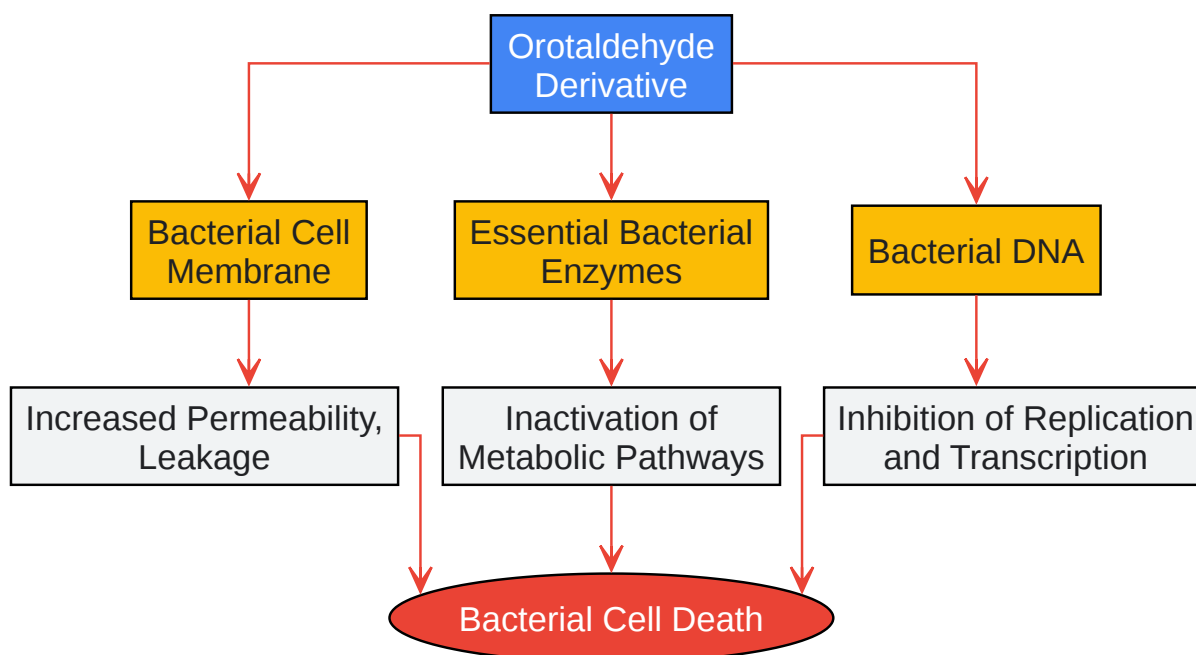 Orotaldehyde
Derivative
Bacterial Cell
Membrane
Essential Bacterial
Enzymes
Bacterial DNA
Increased Permeability,
Leakage
Inactivation of
Metabolic Pathways
Inhibition of Replication
and Transcription
Bacterial Cell Death